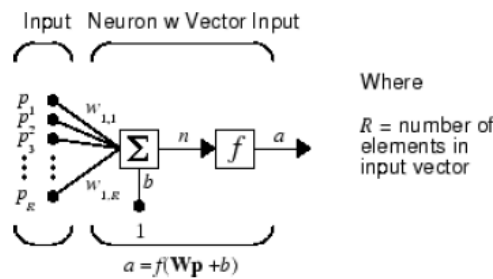 Input Neuron w Vector Input
p1
p2
p3
pR
w1,1
w1,R
Σ
n
f
a
b
1
a = f(Wp +b)
Where
R = number of
elements in
input vector